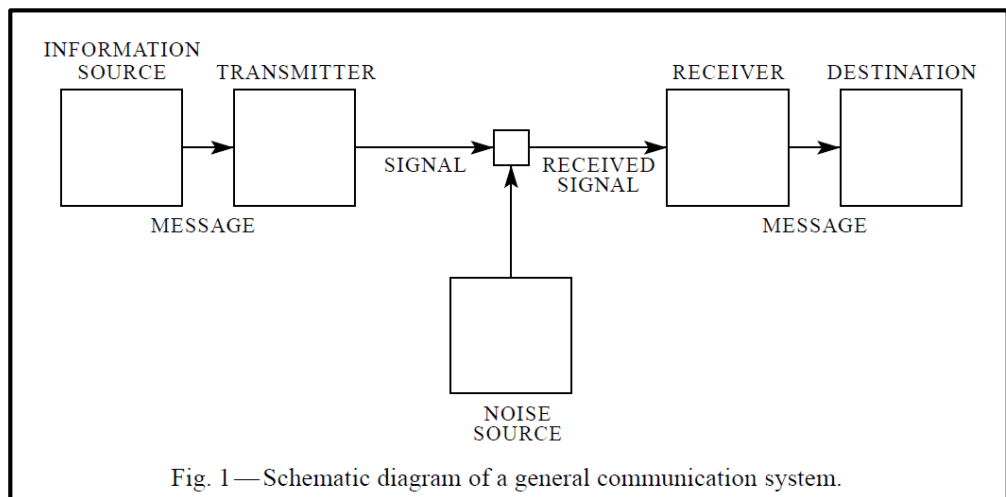 INFORMATION
SOURCE
TRANSMITTER
RECEIVER
DESTINATION
SIGNAL
RECEIVED
SIGNAL
MESSAGE
MESSAGE
NOISE
SOURCE
Fig. 1—Schematic diagram of a general communication system.